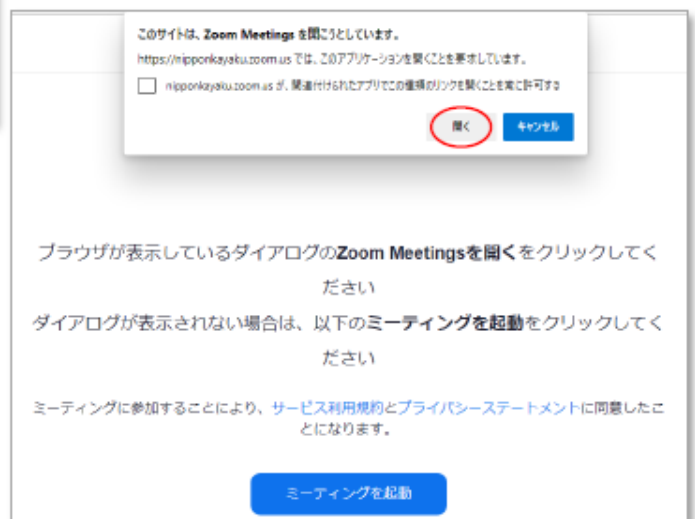 このサイトは、Zoom Meetings を開こうとしています。
https://nipponkayaku.zoom.us では、このアプリケーションを開くことを要求しています。
nipponkayaku.zoom.us が、関連付けられたアプリでこの種類のリンクを開くことを常に許可する
開く
キャンセル
ブラウザが表示しているダイアログのZoom Meetingsを開くをクリックしてく
ださい
ダイアログが表示されない場合は、以下のミーティングを起動をクリックしてく
ださい
ミーティングに参加することにより、サービス利用規約とプライバシーステートメントに同意したこ
とになります。
ミーティングを起動